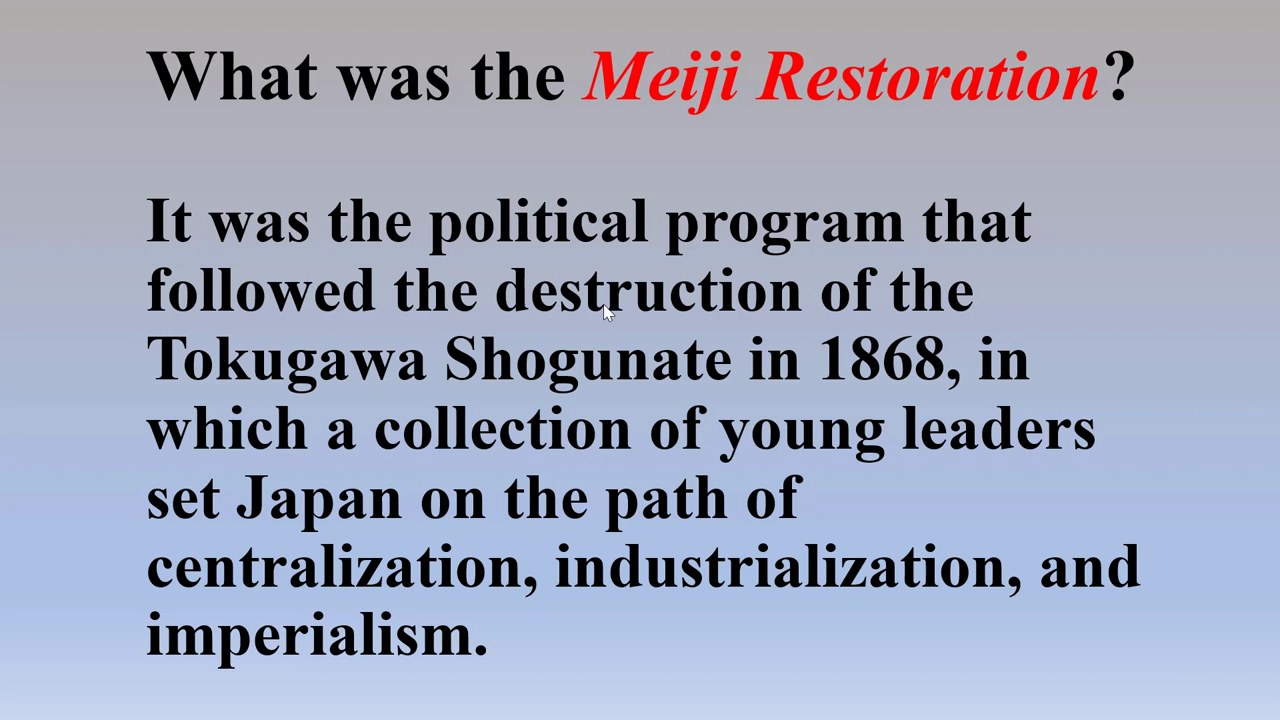 What was the Meiji Restoration?
It was the political program that
followed the destruction of the
Tokugawa Shogunate in 1868, in
which a collection of young leaders
set Japan on the path of
centralization, industrialization, and
imperialism.